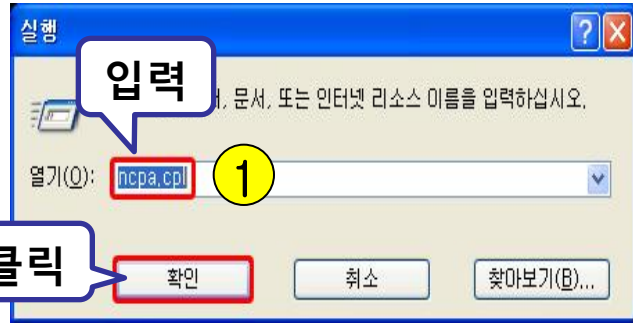 실행
입력
, 문서, 또는 인터넷 리소스 이름을 입력하십시오.
열기(O): ncpa.cpl 1
클릭
확인 취소 찾아보기(B)...